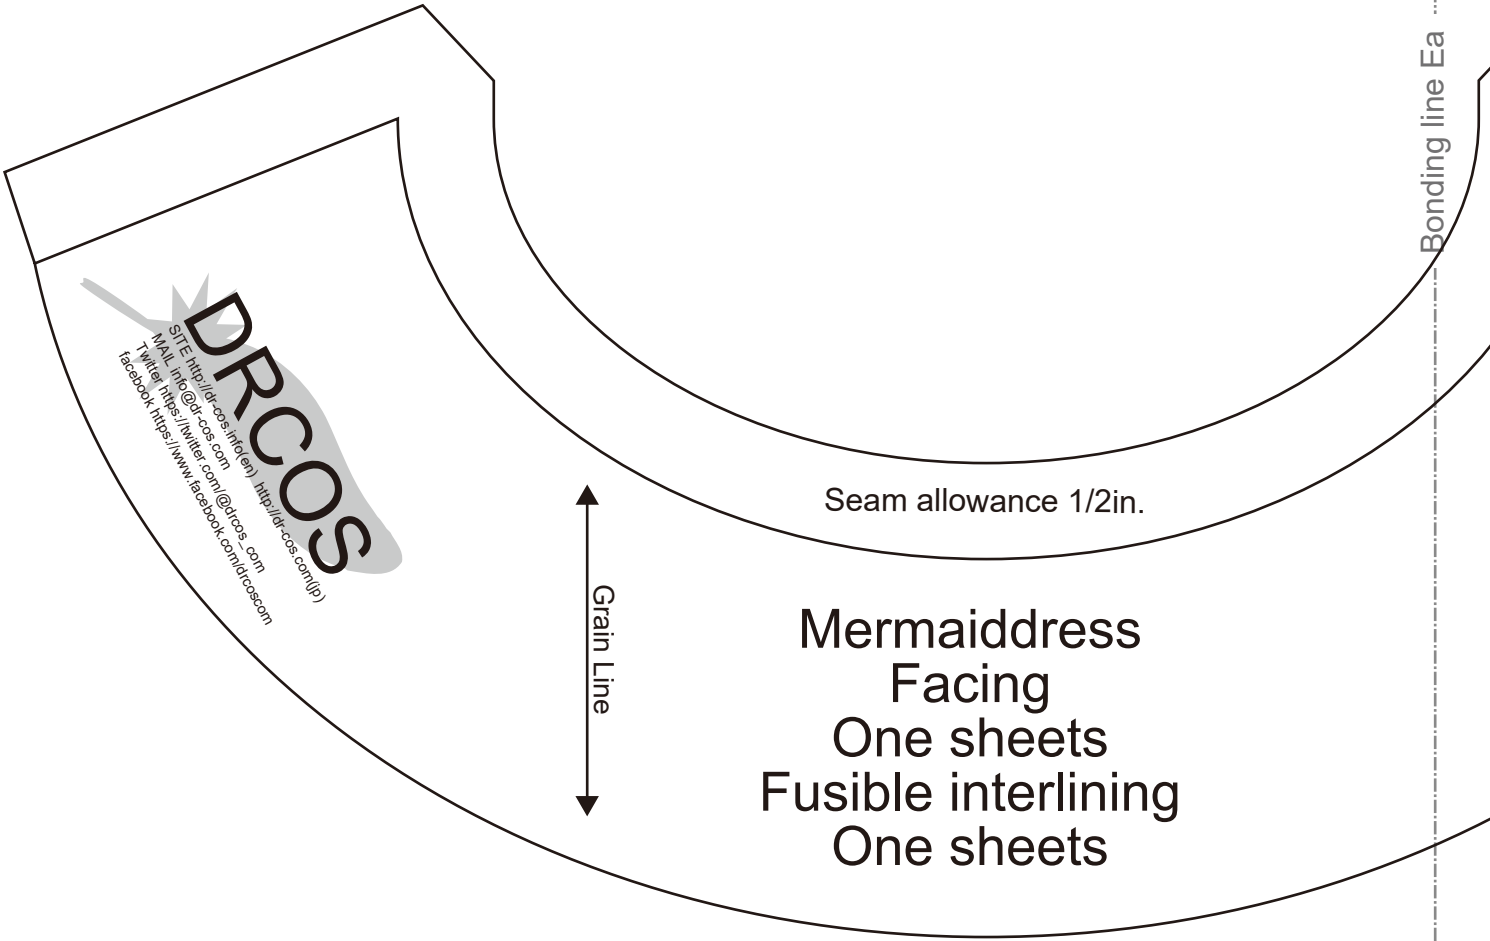 Bonding line Ea
DRCOS
SITE http://dr-cos.info(en)  http://dr-cos.com(jp)
MAIL info@dr-cos.com
Twitter https://twitter.com/@drcos_com
facebook https://www.facebook.com/drcoscom
Seam allowance 1/2in.
Grain Line
Mermaiddress
Facing
One sheets
Fusible interlining
One sheets